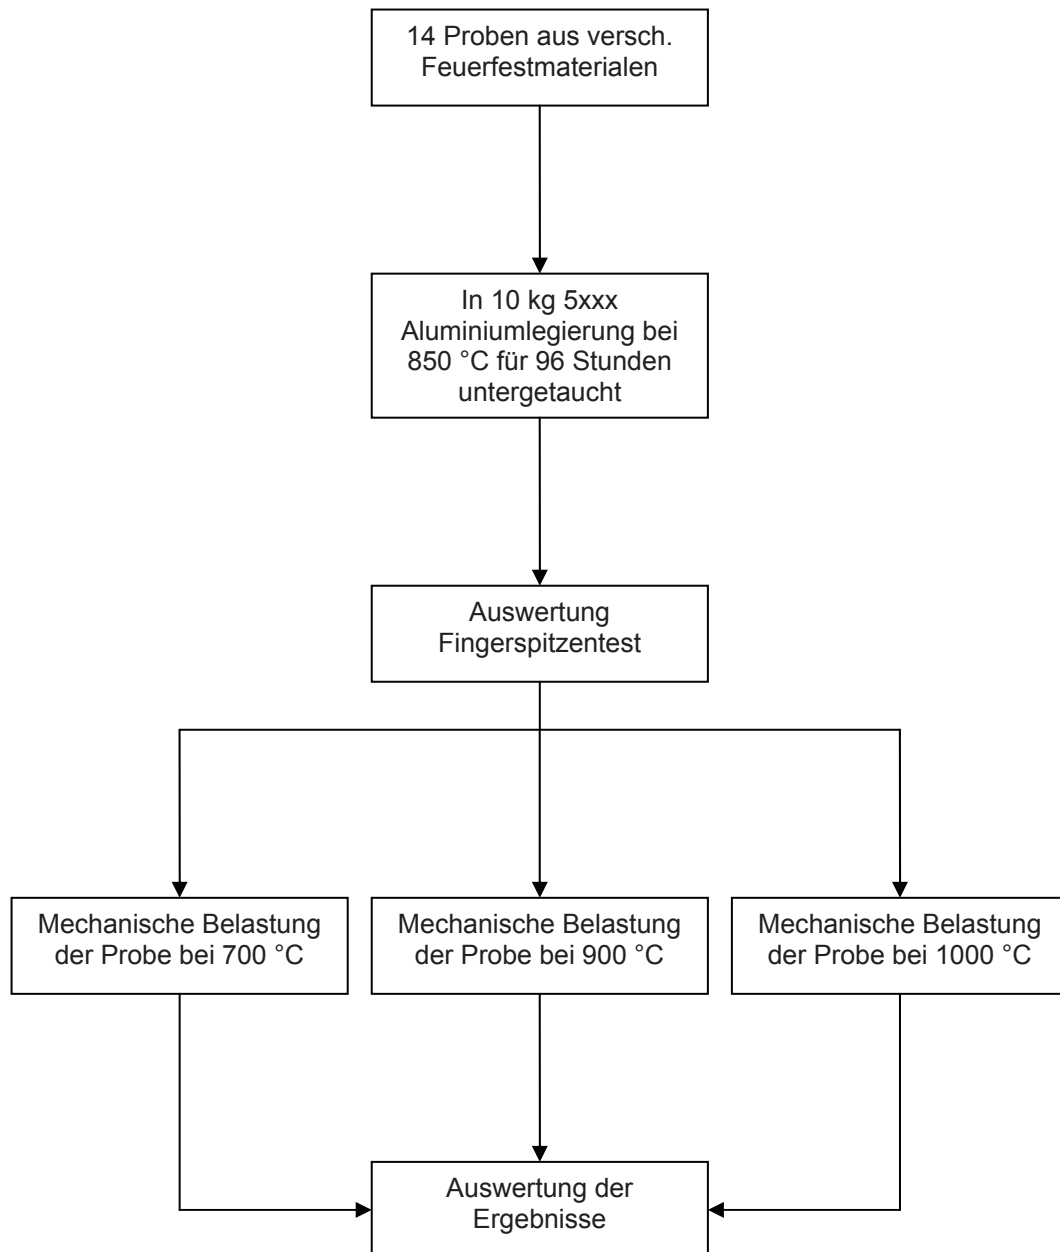 14 Proben aus versch.
Feuerfestmaterialen
In 10 kg 5xxx
Aluminiumlegierung bei
850 °C für 96 Stunden
untergetaucht
Auswertung
Fingerspitzentest
Mechanische Belastung
der Probe bei 700 °C
Mechanische Belastung
der Probe bei 900 °C
Mechanische Belastung
der Probe bei 1000 °C
Auswertung der
Ergebnisse